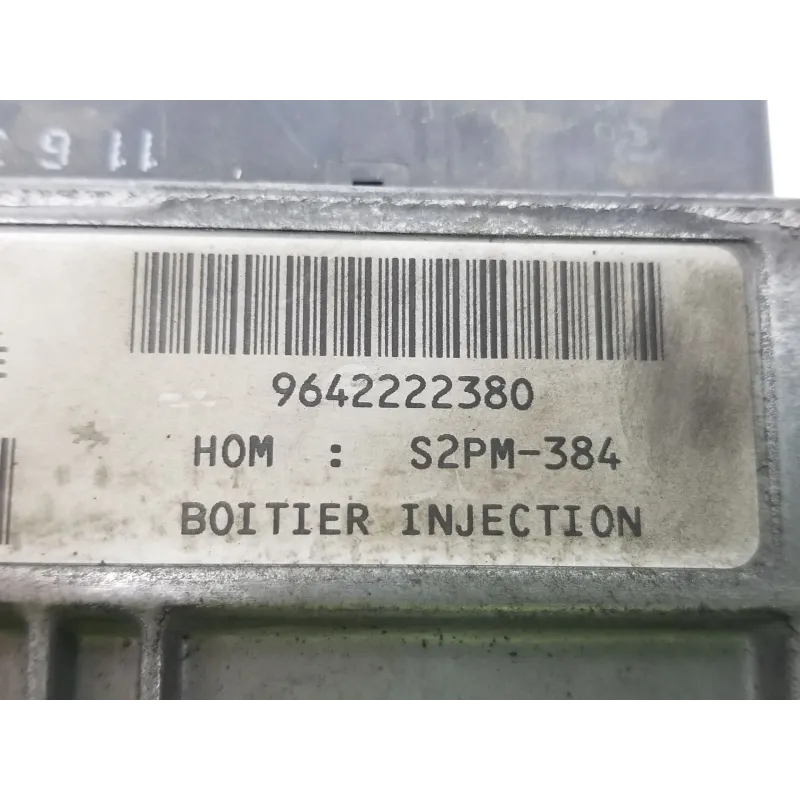 9642222380
HOM : S2PM-384
BOITIER INJECTION